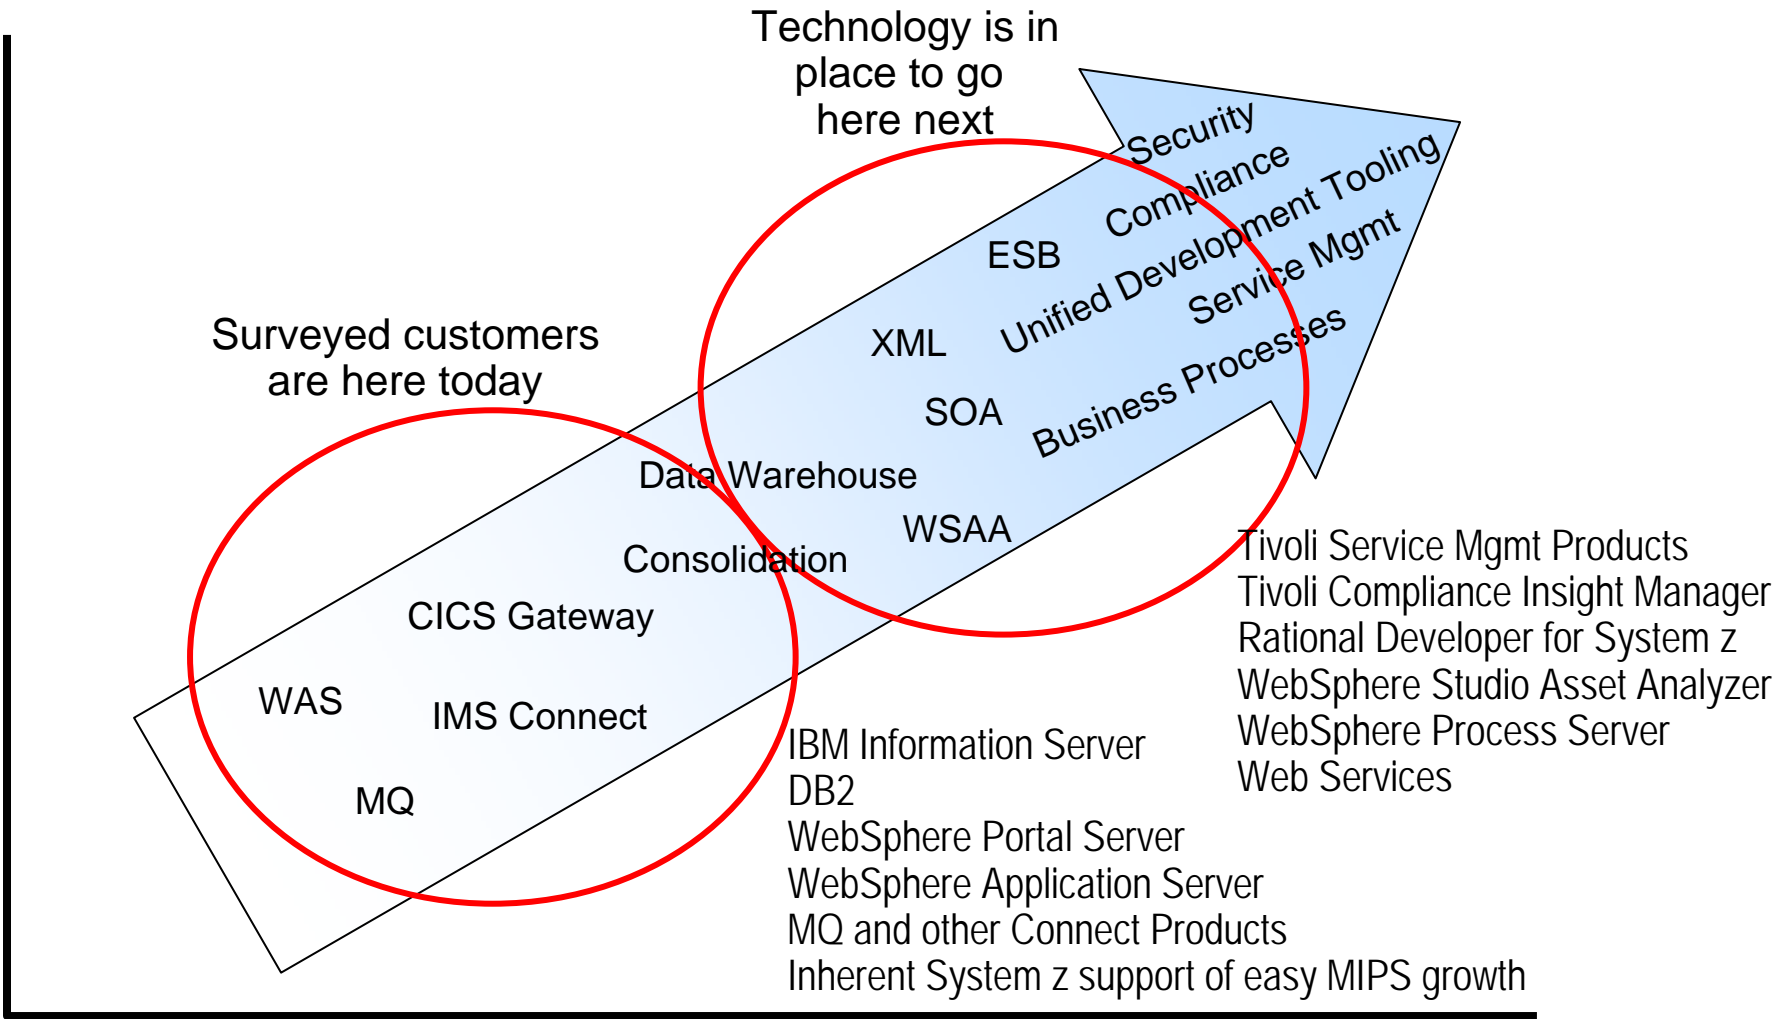 Technology is in
place to go
here next
Security
Compliance
Unified Development Tooling
Service Mgmt
Business Processes
ESB
XML
SOA
Surveyed customers
are here today
Data Warehouse
WSAA
Consolidation
CICS Gateway
WAS
IMS Connect
MQ
Tivoli Service Mgmt Products
Tivoli Compliance Insight Manager
Rational Developer for System z
WebSphere Studio Asset Analyzer
WebSphere Process Server
Web Services
IBM Information Server
DB2
WebSphere Portal Server
WebSphere Application Server
MQ and other Connect Products
Inherent System z support of easy MIPS growth